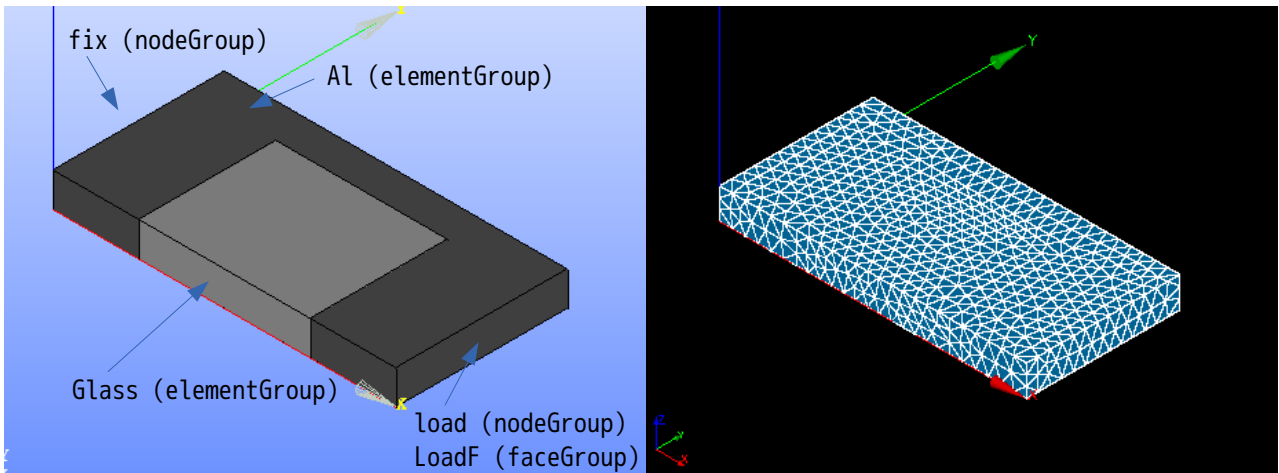 fix (nodeGroup)
Al (elementGroup)
Glass (elementGroup)
load (nodeGroup)
LoadF (faceGroup)
X
Y
X
Z
Y
X